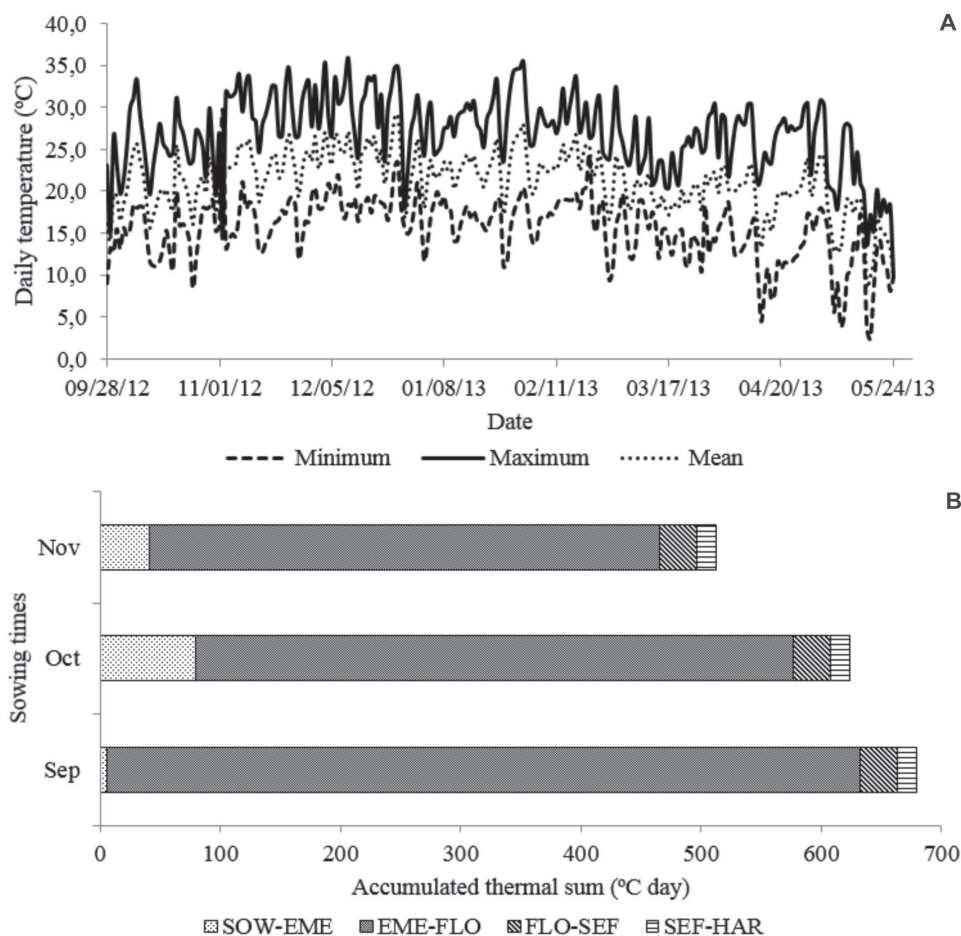 A
40,0
35,0
30,0
25,0
20,0
15,0
10,0
5,0
0,0
Daily temperature (ºC)
09/28/12 11/01/12 12/05/12 01/08/13 02/11/13 03/17/13 04/20/13 05/24/13
Date
Minimum Maximum Mean
B
Sowing times
Nov
Oct
Sep
0 100 200 300 400 500 600 700
Accumulated thermal sum (ºC day)
SOW-EME EME-FLO FLO-SEF SEF-HAR